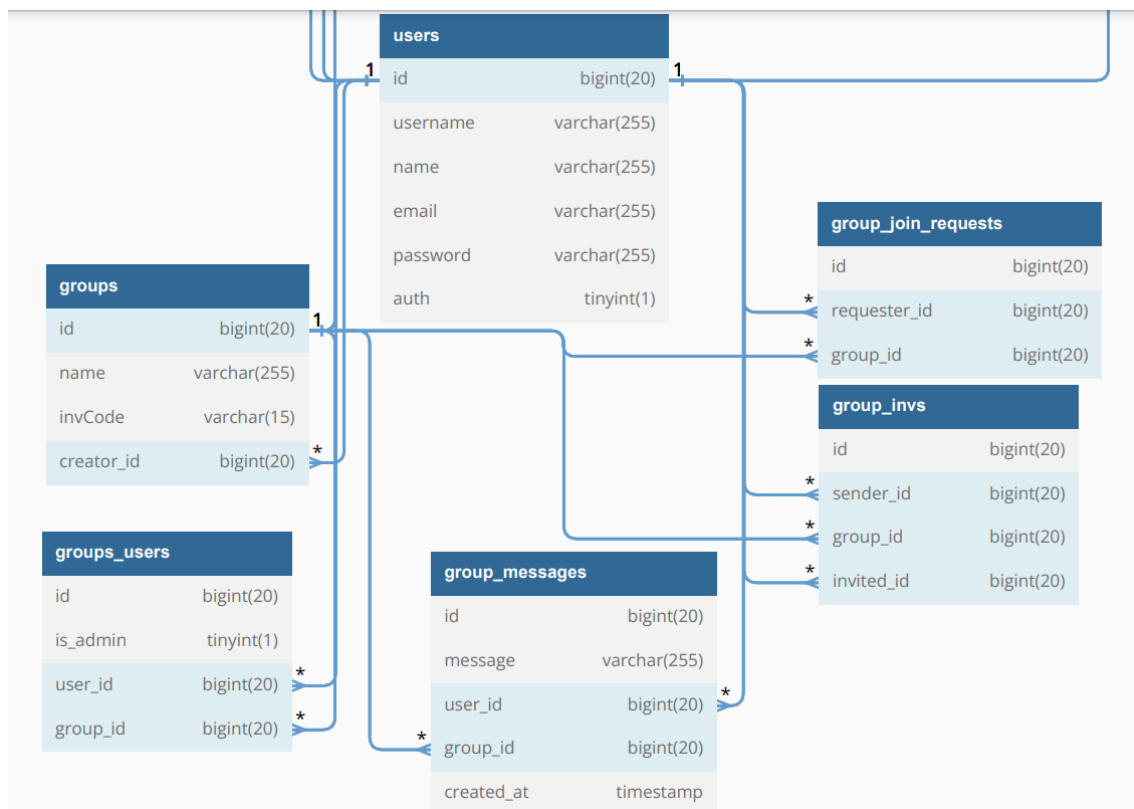 users
1 id bigint(20) 1
username varchar(255)
name varchar(255)
email varchar(255)
password varchar(255)
auth tinyint(1)
group_join_requests
id bigint(20)
* requester_id bigint(20)
* group_id bigint(20)
groups
id bigint(20) 1
name varchar(255)
invCode varchar(15)
creator_id bigint(20) *
group_invs
id bigint(20)
* sender_id bigint(20)
* group_id bigint(20)
* invited_id bigint(20)
groups_users
id bigint(20)
is_admin tinyint(1)
user_id bigint(20) *
group_id bigint(20) *
group_messages
id bigint(20)
message varchar(255)
user_id bigint(20) *
* group_id bigint(20)
created_at timestamp